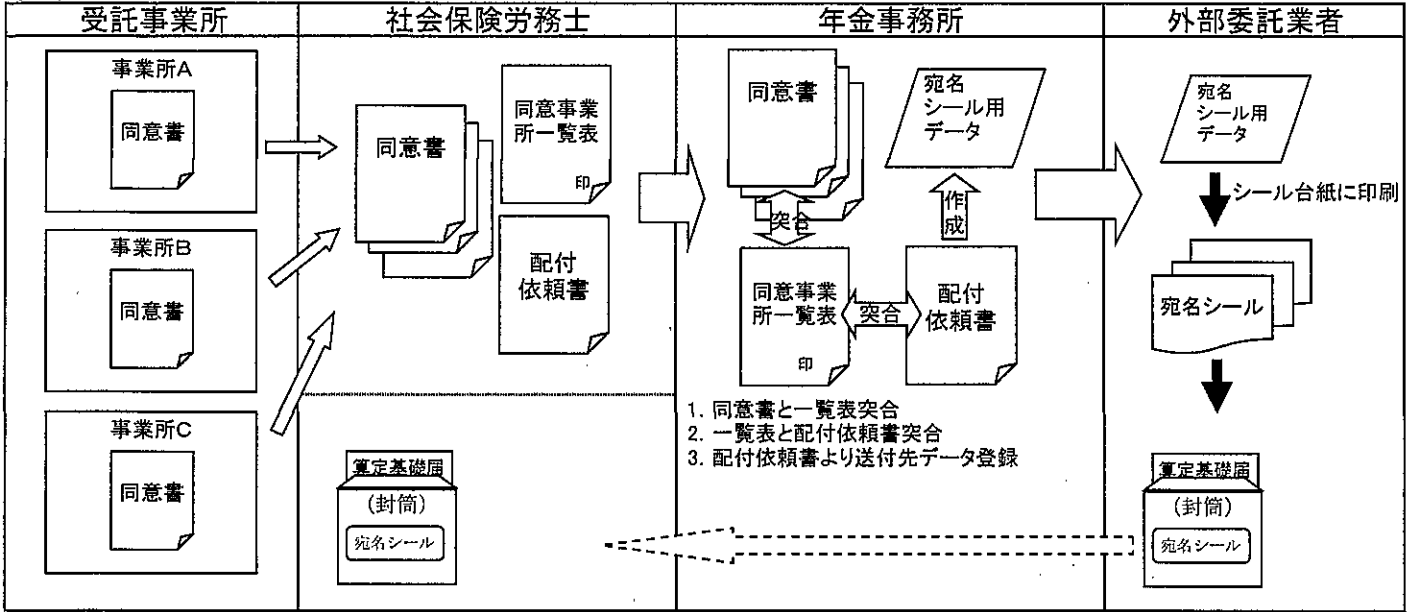 受託事業所
社会保険労務士
年金事務所
外部委託業者
事業所A
同意書
事業所B
同意書
事業所C
同意書
同意書
同意事業
所一覧表
印
配付
依頼書
算定基礎届
(封筒)
宛名シール
同意書
突合
同意事業
所一覧表
印
突合
配付
依頼書
作
成
宛名
シール用
データ
1. 同意書と一覧表突合
2. 一覧表と配付依頼書突合
3. 配付依頼書より送付先データ登録
宛名
シール用
データ
シール台紙に印刷
宛名シール
算定基礎届
(封筒)
宛名シール